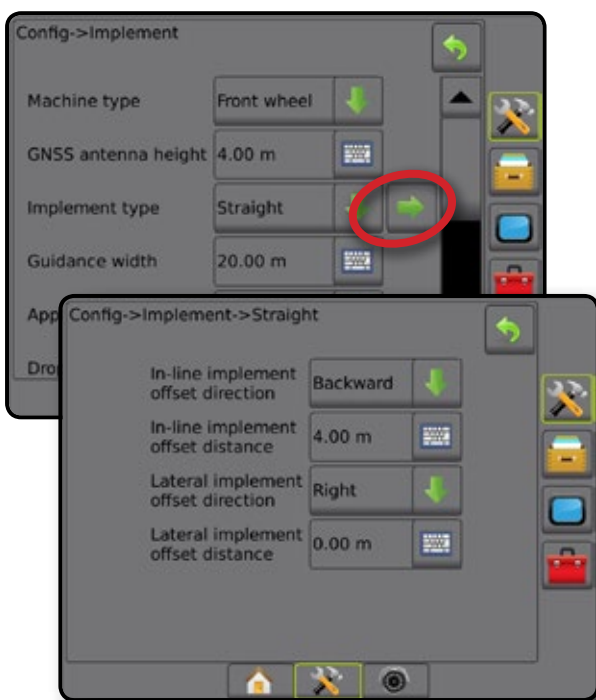 Config->Implement
Machine type Front wheel
GNSS antenna height 4.00 m
Implement type Straight
Guidance width 20.00 m
App
Config->Implement->Straight
Dro
In-line implement
offset direction Backward
In-line implement
offset distance 4.00 m
Lateral implement
offset direction Right
Lateral implement
offset distance 0.00 m